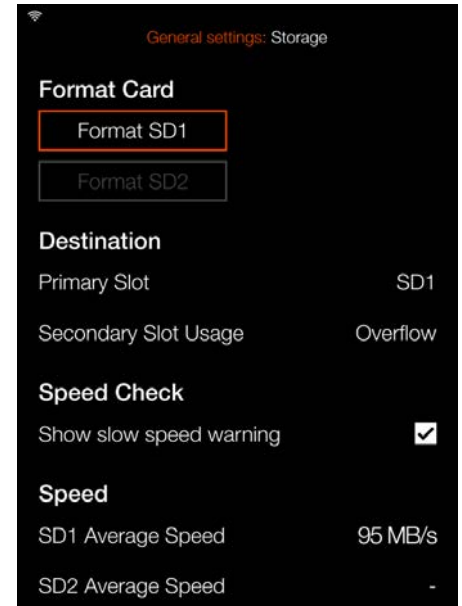 General settings: Storage
Format Card
Format SD1
Format SD2
Destination
Primary Slot SD1
Secondary Slot Usage Overflow
Speed Check
Show slow speed warning
Speed
SD1 Average Speed 95 MB/s
SD2 Average Speed -